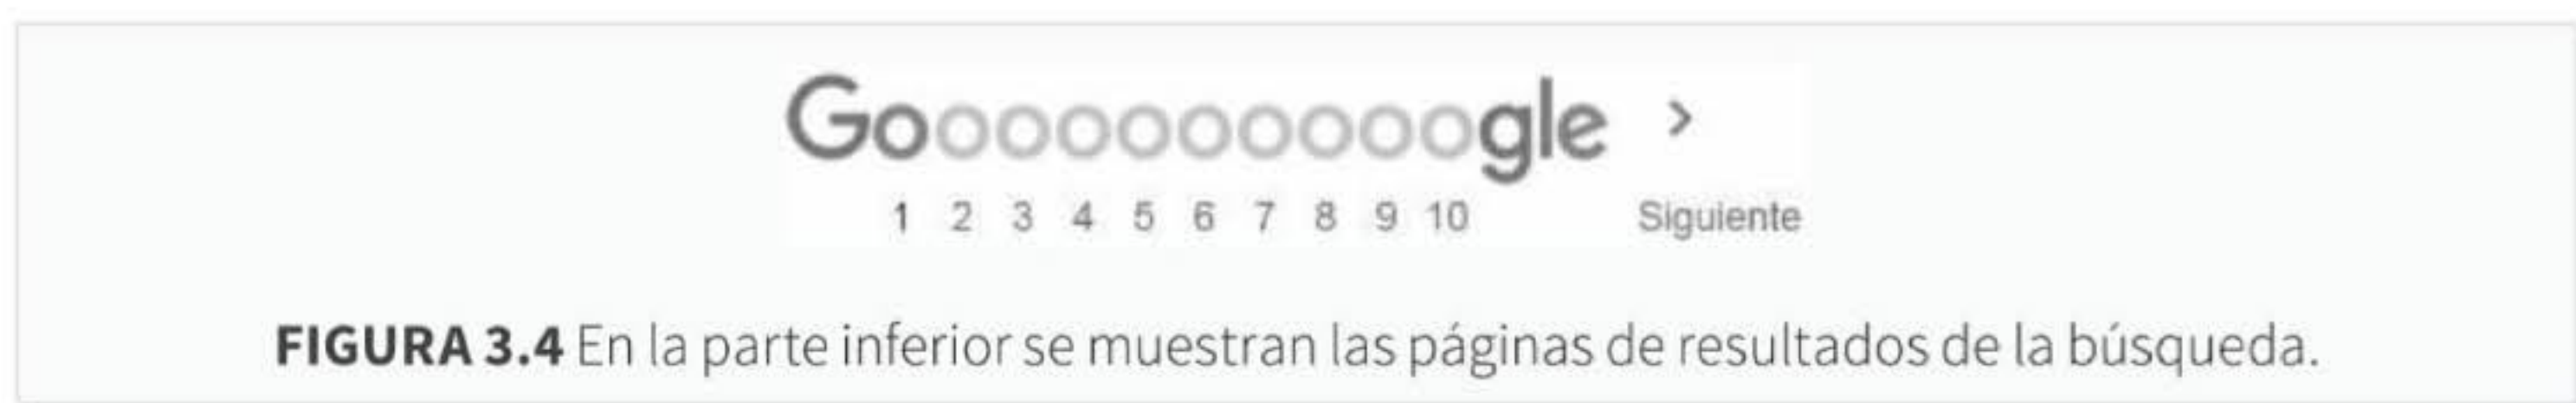 Goooooooooogle >
1 2 3 4 5 6 7 8 9 10 Siguiente
FIGURA 3.4 En la parte inferior se muestran las páginas de resultados de la búsqueda.